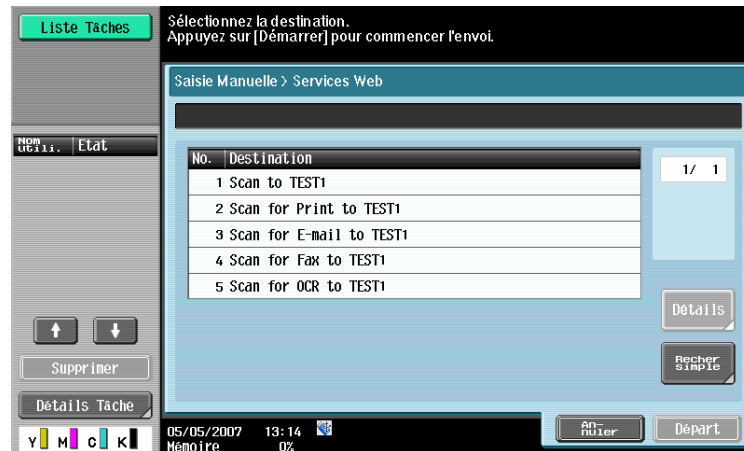 Liste Tâches
Sélectionnez la destination.
Appuyez sur [Démarrer] pour commencer l'envoi.
Saisie Manuelle > Services Web
Nom utili. Etat
No. Destination
1/ 1
1 Scan to TEST1
2 Scan for Print to TEST1
3 Scan for E-mail to TEST1
4 Scan for Fax to TEST1
5 Scan for OCR to TEST1
Détails
Recher simple
Supprimer
Détails Tâche
An-
nuler
Départ
Y M C K
05/05/2007 13:14
Mémoire 0%